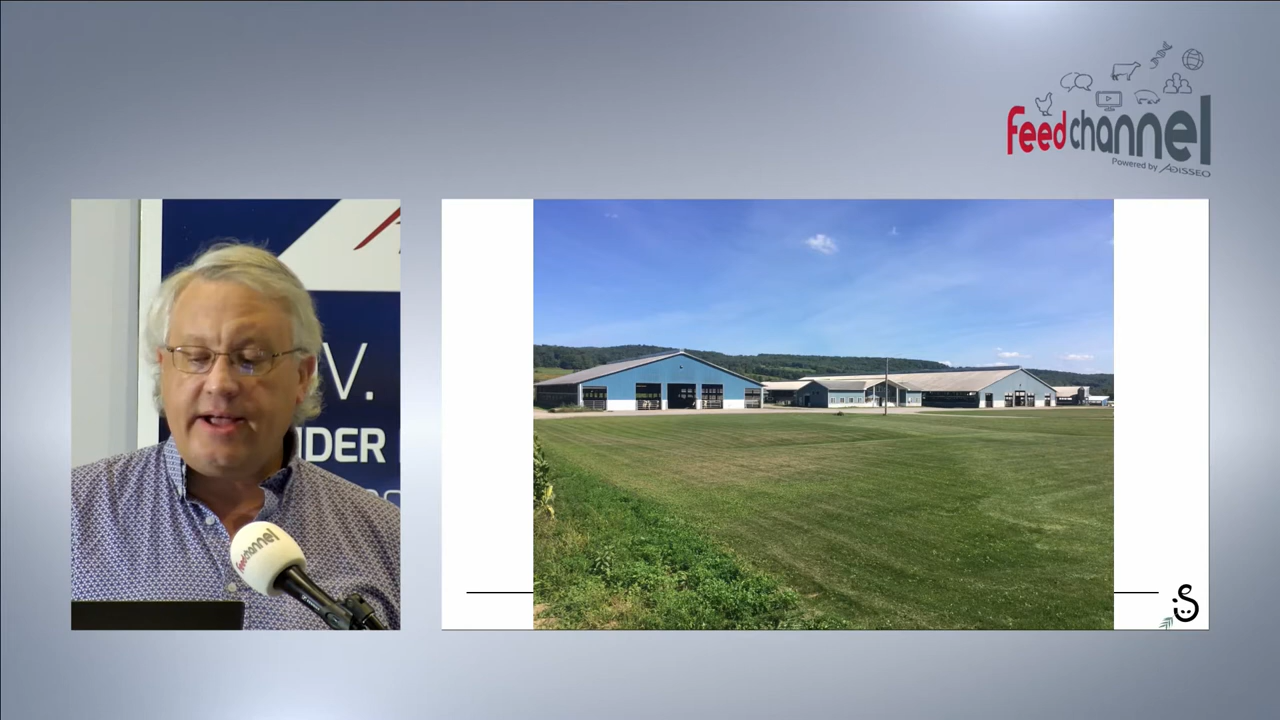 feedchannel
Powered by ADISSEO
V.
IDER
feedchannel